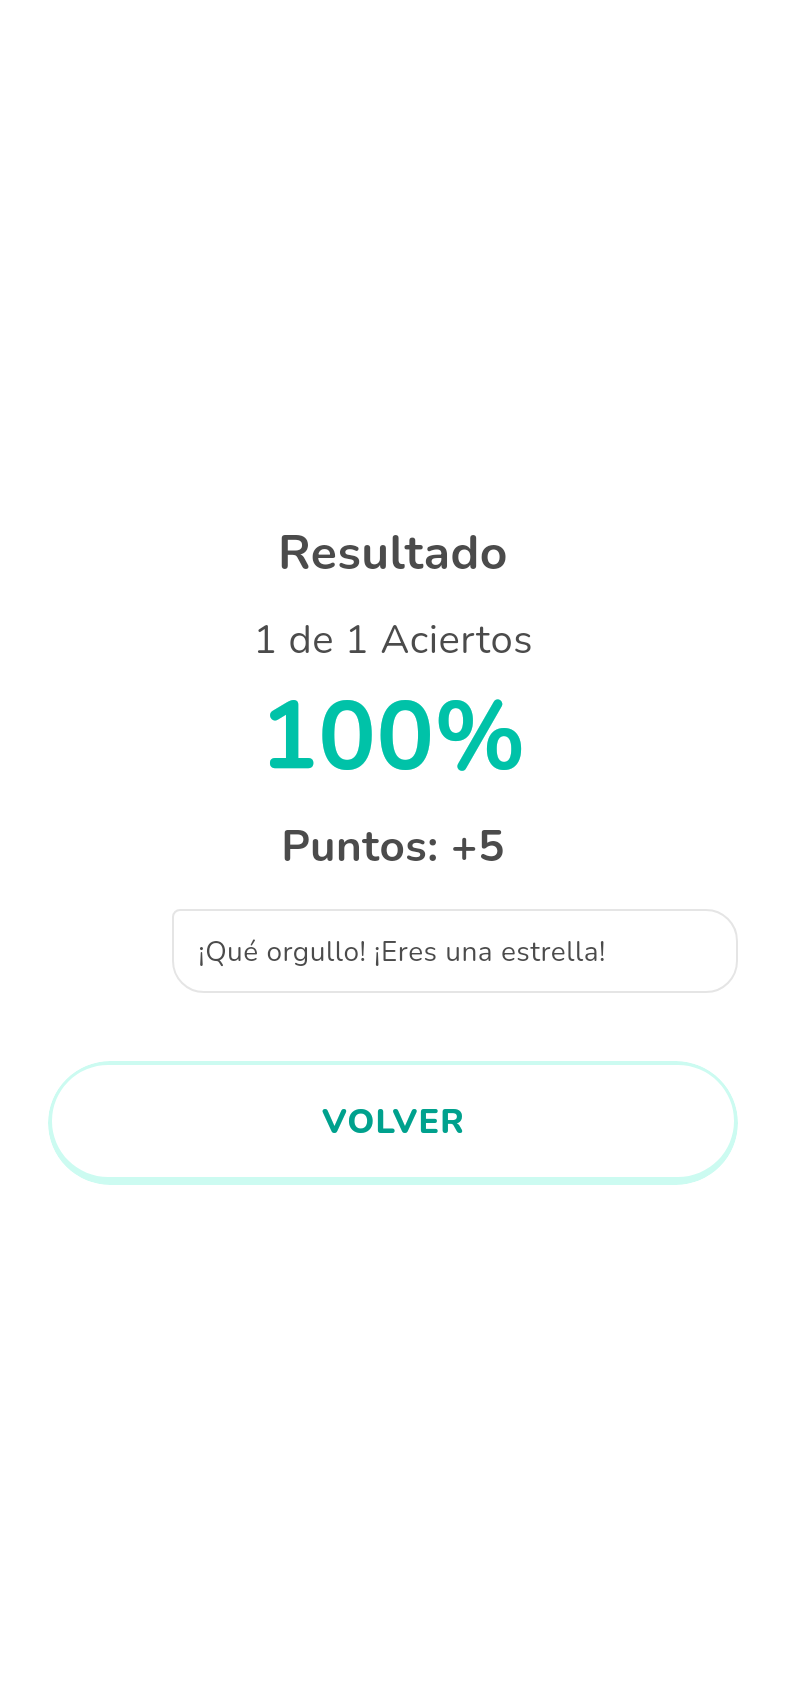 Resultado
1 de 1 Aciertos
100%
Puntos: +5
¡Qué orgullo! ¡Eres una estrella!
VOLVER